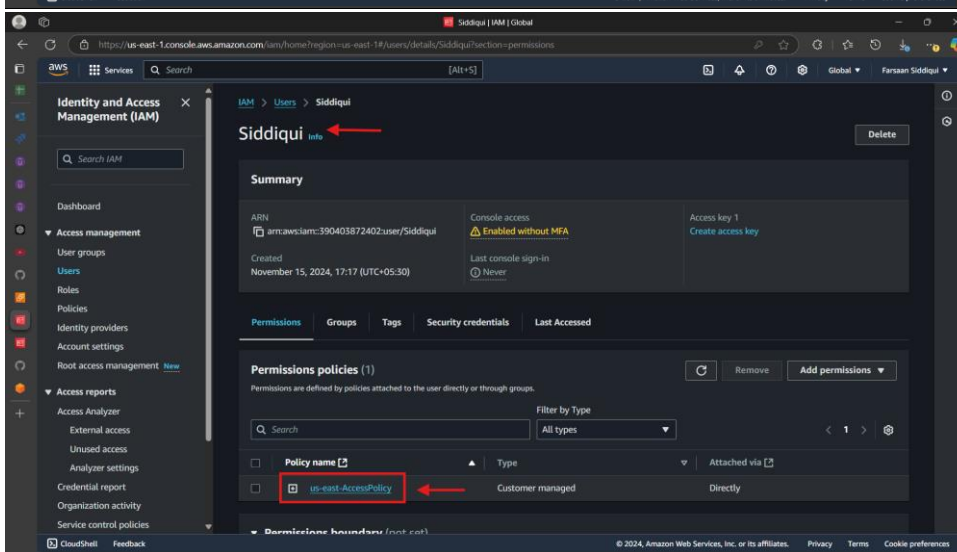 Siddiqui | IAM | Global
https://us-east-1.console.aws.amazon.com/iam/home?region=us-east-1#/users/details/Siddiqui?section=permissions
aws Services Search [Alt+S] Global Farsaan Siddiqui
Identity and Access Management (IAM)
Search IAM
Dashboard
Access management
User groups
Users
Roles
Policies
Identity providers
Account settings
Root access management New
Access reports
Access Analyzer
External access
Unused access
Analyzer settings
Credential report
Organization activity
Service control policies
IAM > Users > Siddiqui
Siddiqui Info
Delete
Summary
ARN
arn:aws:iam::390403872402:user/Siddiqui
Console access
Enabled without MFA
Access key 1
Create access key
Created
November 15, 2024, 17:17 (UTC+05:30)
Last console sign-in
Never
Permissions Groups Tags Security credentials Last Accessed
Permissions policies (1)
Remove
Add permissions
Permissions are defined by policies attached to the user directly or through groups.
Filter by Type
Search
All types
1
Policy name Type Attached via
us-east-AccessPolicy Customer managed Directly
Permissions boundary (not set)
CloudShell Feedback © 2024, Amazon Web Services, Inc. or its affiliates. Privacy Terms Cookie preferences